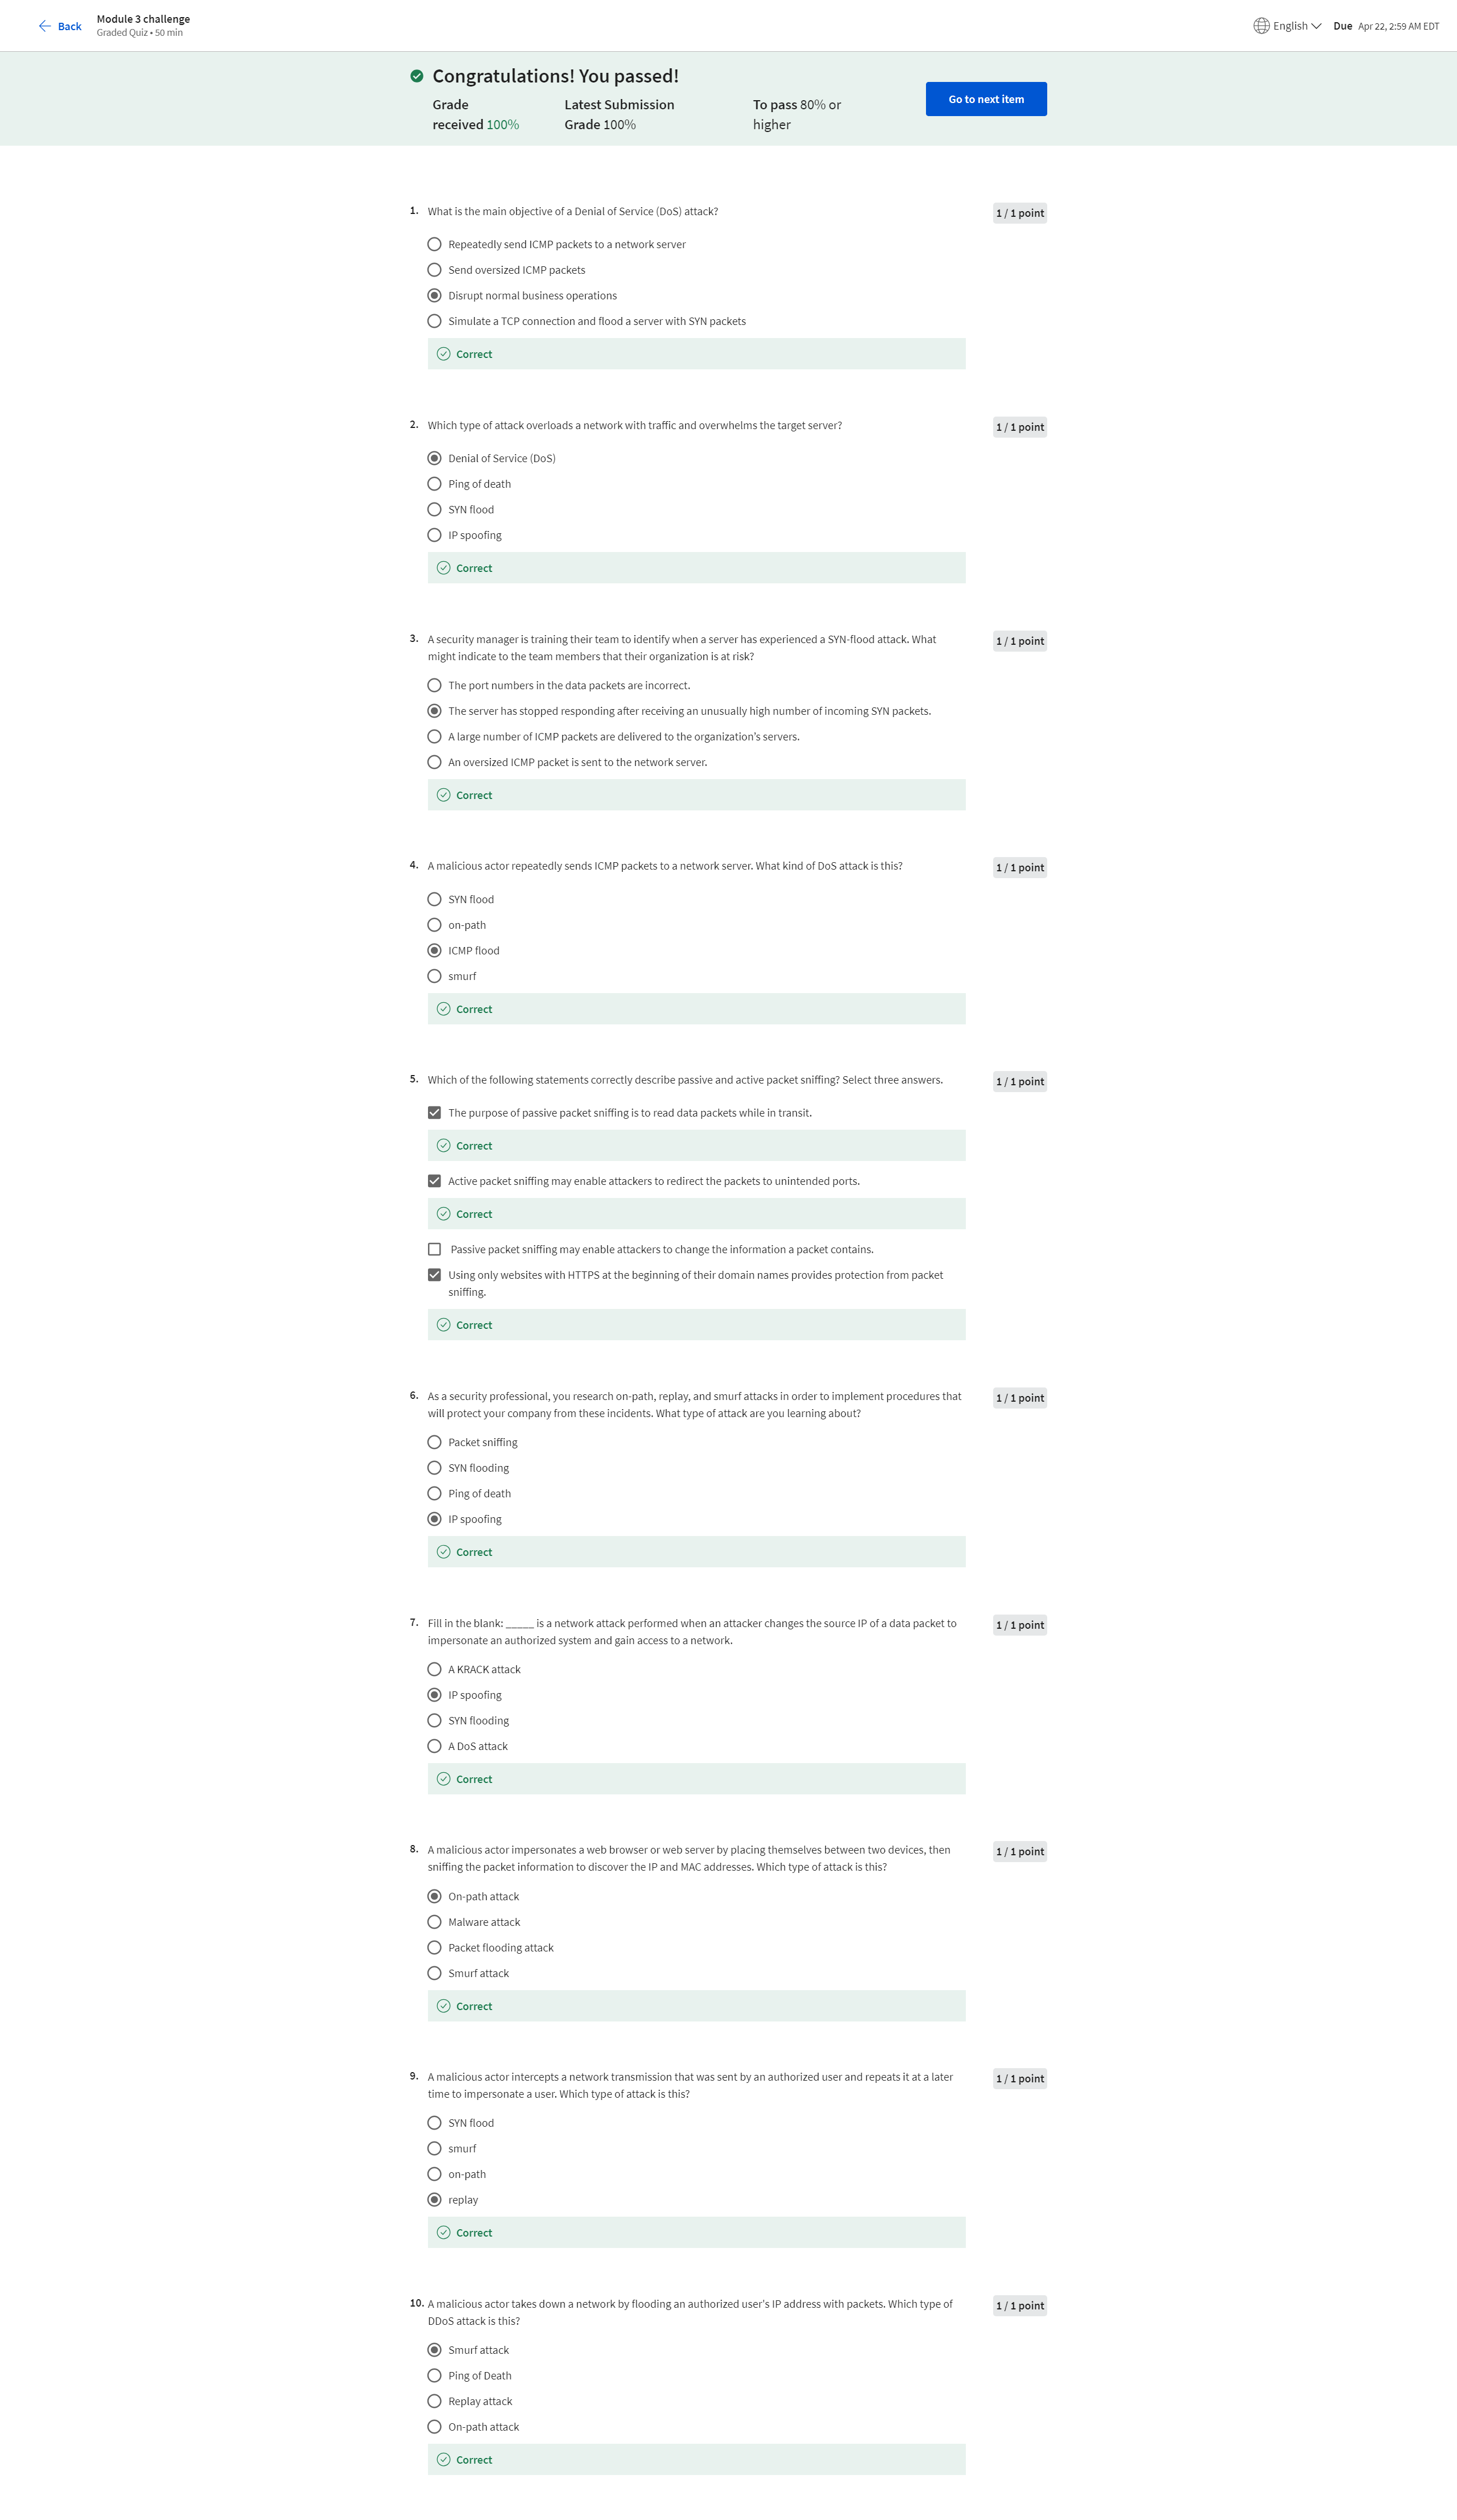 Back
Module 3 challenge
Graded Quiz • 50 min
English
Due Apr 22, 2:59 AM EDT
Congratulations! You passed!
Grade
received 100%
Latest Submission
Grade 100%
To pass 80% or
higher
Go to next item
1. What is the main objective of a Denial of Service (DoS) attack?
1 / 1 point
Repeatedly send ICMP packets to a network server
Send oversized ICMP packets
Disrupt normal business operations
Simulate a TCP connection and flood a server with SYN packets
Correct
2. Which type of attack overloads a network with traffic and overwhelms the target server?
1 / 1 point
Denial of Service (DoS)
Ping of death
SYN flood
IP spoofing
Correct
3. A security manager is training their team to identify when a server has experienced a SYN-flood attack. What
might indicate to the team members that their organization is at risk?
1 / 1 point
The port numbers in the data packets are incorrect.
The server has stopped responding after receiving an unusually high number of incoming SYN packets.
A large number of ICMP packets are delivered to the organization's servers.
An oversized ICMP packet is sent to the network server.
Correct
4. A malicious actor repeatedly sends ICMP packets to a network server. What kind of DoS attack is this?
1 / 1 point
SYN flood
on-path
ICMP flood
smurf
Correct
5. Which of the following statements correctly describe passive and active packet sniffing? Select three answers.
1 / 1 point
The purpose of passive packet sniffing is to read data packets while in transit.
Correct
Active packet sniffing may enable attackers to redirect the packets to unintended ports.
Correct
Passive packet sniffing may enable attackers to change the information a packet contains.
Using only websites with HTTPS at the beginning of their domain names provides protection from packet
sniffing.
Correct
6. As a security professional, you research on-path, replay, and smurf attacks in order to implement procedures that
will protect your company from these incidents. What type of attack are you learning about?
1 / 1 point
Packet sniffing
SYN flooding
Ping of death
IP spoofing
Correct
7. Fill in the blank: _____ is a network attack performed when an attacker changes the source IP of a data packet to
impersonate an authorized system and gain access to a network.
1 / 1 point
A KRACK attack
IP spoofing
SYN flooding
A DoS attack
Correct
8. A malicious actor impersonates a web browser or web server by placing themselves between two devices, then
sniffing the packet information to discover the IP and MAC addresses. Which type of attack is this?
1 / 1 point
On-path attack
Malware attack
Packet flooding attack
Smurf attack
Correct
9. A malicious actor intercepts a network transmission that was sent by an authorized user and repeats it at a later
time to impersonate a user. Which type of attack is this?
1 / 1 point
SYN flood
smurf
on-path
replay
Correct
10. A malicious actor takes down a network by flooding an authorized user's IP address with packets. Which type of
DDoS attack is this?
1 / 1 point
Smurf attack
Ping of Death
Replay attack
On-path attack
Correct